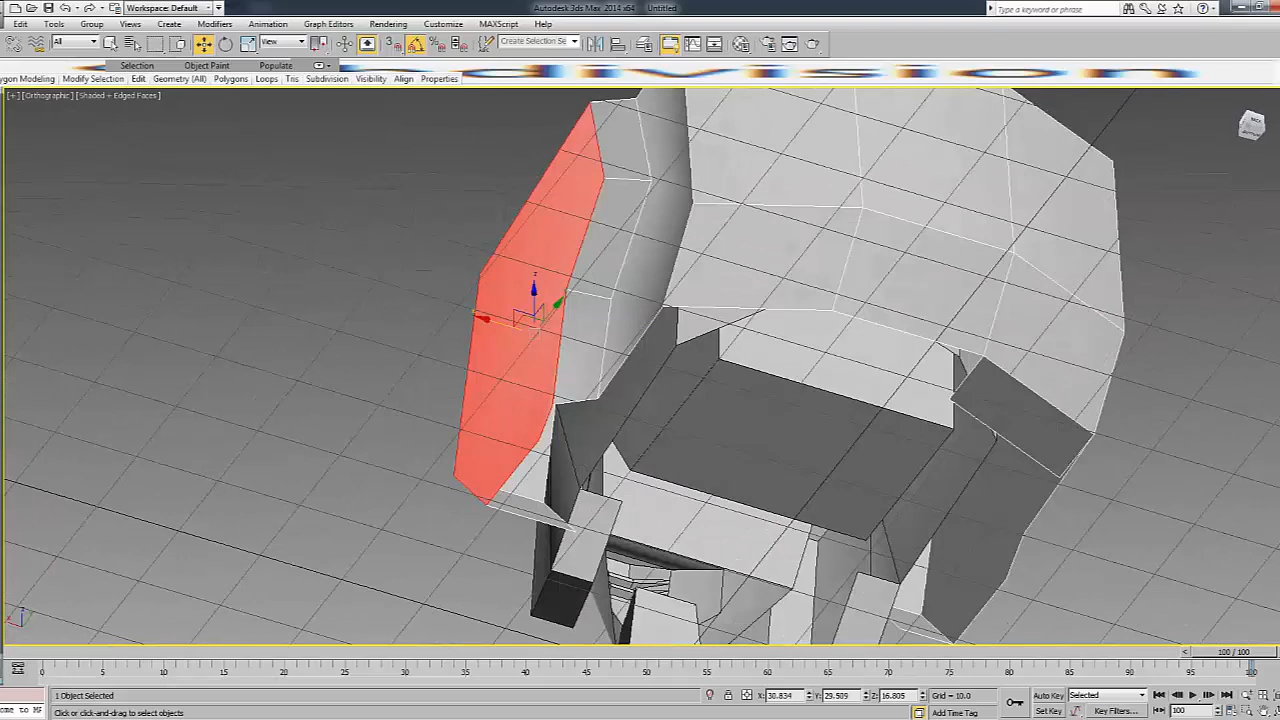 Workspace: Default
Autodesk 3ds Max 2014 x64
Untitled
Type a keyword or phrase
Edit Tools Group Views Create Modifiers Animation Graph Editors Rendering Customize MAXScript Help
All
View
3
%
Create Selection Se
Selection Object Paint Populate
ygon Modeling Modify Selection Edit Geometry (All) Polygons Loops Tris Subdivision Visibility Align Properties
[+] [Orthographic] [Shaded + Edged Faces]
z
100 / 100
0 5 10 15 20 25 30 35 40 45 50 55 60 65 70 75 80 85 90 95 100
1 Object Selected
X: 30.834 Y: 29.509 Z: 16.805 Grid = 10.0
Auto Key Selected
ome to MF
Click or click-and-drag to select objects
Add Time Tag
Set Key Key Filters... 100